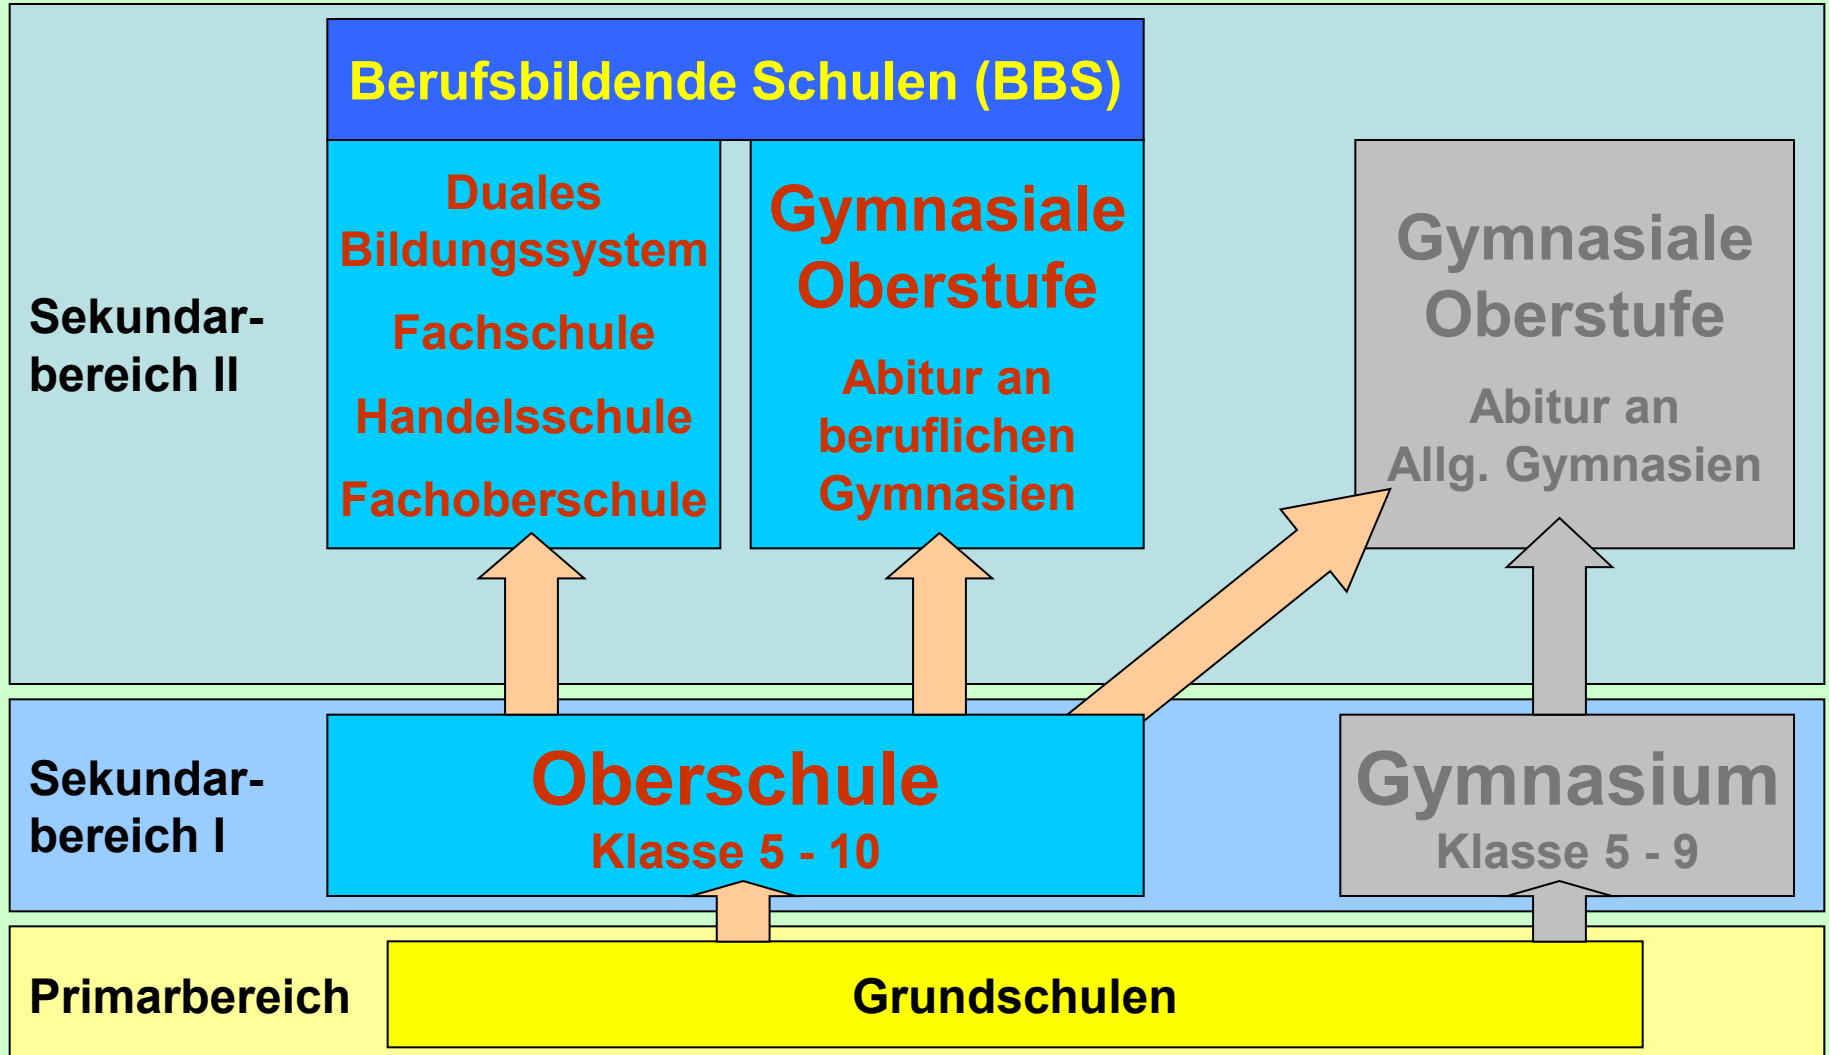 Berufsbildende Schulen (BBS)
Sekundar-
bereich II
Duales
Bildungssystem
Fachschule
Handelsschule
Fachoberschule
Gymnasiale
Oberstufe
Abitur an
beruflichen
Gymnasien
Gymnasiale
Oberstufe
Abitur an
Allg. Gymnasien
Sekundar-
bereich I
Oberschule
Klasse 5 - 10
Gymnasium
Klasse 5 - 9
Primarbereich
Grundschulen